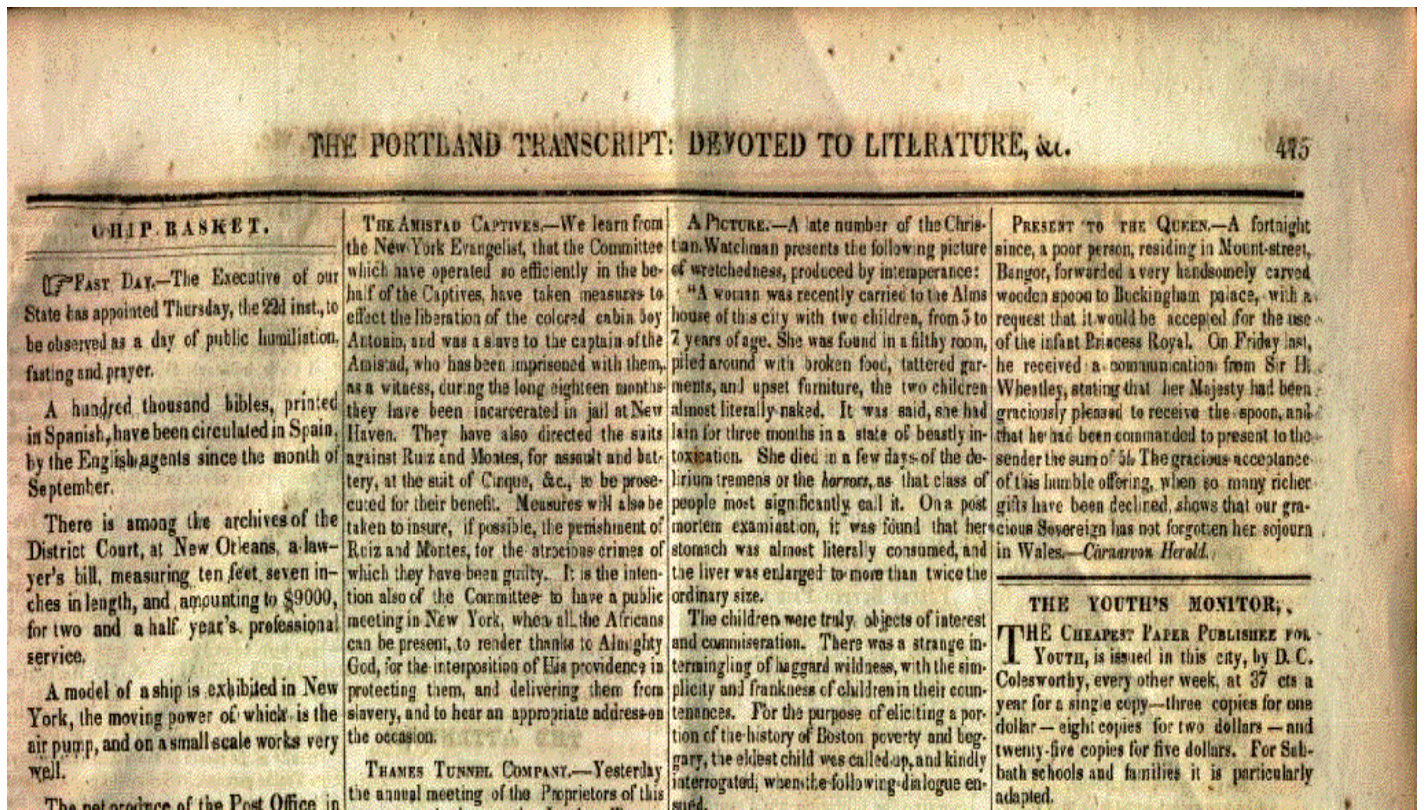 THE PORTLAND TRANSCRIPT: DEVOTED TO LITERATURE, &c.
475
CHIP BASKET.
☞FAST DAY.—The Executive of our
State has appointed Thursday, the 22d inst., to
be observed as a day of public humiliation,
fasting and prayer.
A hundred thousand bibles, printed
in Spanish, have been circulated in Spain,
by the English agents since the month of
September.
There is among the archives of the
District Court, at New Orleans, a law-
yer's bill, measuring ten feet seven in-
ches in length, and amounting to $9000,
for two and a half year's professional
service.
A model of a ship is exhibited in New
York, the moving power of which is the
air pump, and on a small scale works very
well.
The net produce of the Post Office in
THE AMISTAD CAPTIVES.—We learn from
the New York Evangelist, that the Committee
which have operated so efficiently in the be-
half of the Captives, have taken measures to
effect the liberation of the colored cabin boy
Antonio, and was a slave to the captain of the
Amistad, who has been imprisoned with them,
as a witness, during the long eighteen months
they have been incarcerated in jail at New
Haven. They have also directed the suits
against Ruiz and Montes, for assault and bat-
tery, at the suit of Cinque, &c., to be prose-
cuted for their benefit. Measures will also be
taken to insure, if possible, the punishment of
Ruiz and Montes, for the atrocious crimes of
which they have been guilty. It is the inten-
tion also of the Committee to have a public
meeting in New York, when all the Africans
can be present, to render thanks to Almighty
God, for the interposition of His providence in
protecting them, and delivering them from
slavery, and to hear an appropriate address on
the occasion.
THAMES TUNNEL COMPANY.—Yesterday
the annual meeting of the Proprietors of this
A PICTURE.—A late number of the Chris-
tian Watchman presents the following picture
of wretchedness, produced by intemperance:
"A woman was recently carried to the Alms
house of this city with two children, from 5 to
7 years of age. She was found in a filthy room,
piled around with broken food, tattered gar-
ments, and upset furniture, the two children
almost literally naked. It was said, she had
lain for three months in a state of beastly in-
toxication. She died in a few days of the de-
lirium tremens or the horrors, as that class of
people most significantly call it. On a post
mortem examination, it was found that her
stomach was almost literally consumed, and
the liver was enlarged to more than twice the
ordinary size.
The children were truly objects of interest
and commiseration. There was a strange in-
termingling of haggard wildness, with the sim-
plicity and frankness of children in their coun-
tenances. For the purpose of eliciting a por-
tion of the history of Boston poverty and beg-
gary, the eldest child was called up, and kindly
interrogated, when the following dialogue en-
sued.
PRESENT TO THE QUEEN.—A fortnight
since, a poor person, residing in Mount-street,
Bangor, forwarded a very handsomely carved
wooden spoon to Buckingham palace, with a
request that it would be accepted for the use
of the infant Princess Royal. On Friday last,
he received a communication from Sir H.
Wheatley, stating that her Majesty had been
graciously pleased to receive the spoon, and
that he had been commanded to present to the
sender the sum of 5l. The gracious acceptance
of this humble offering, when so many richer
gifts have been declined, shows that our gra-
cious Sovereign has not forgotten her sojourn
in Wales.—Carnarvon Herald.
THE YOUTH'S MONITOR,
THE CHEAPEST PAPER PUBLISHEE FOR
YOUTH, is issued in this city, by D. C.
Colesworthy, every other week, at 37 cts a
year for a single copy—three copies for one
dollar—eight copies for two dollars—and
twenty-five copies for five dollars. For Sab-
bath schools and families it is particularly
adapted.